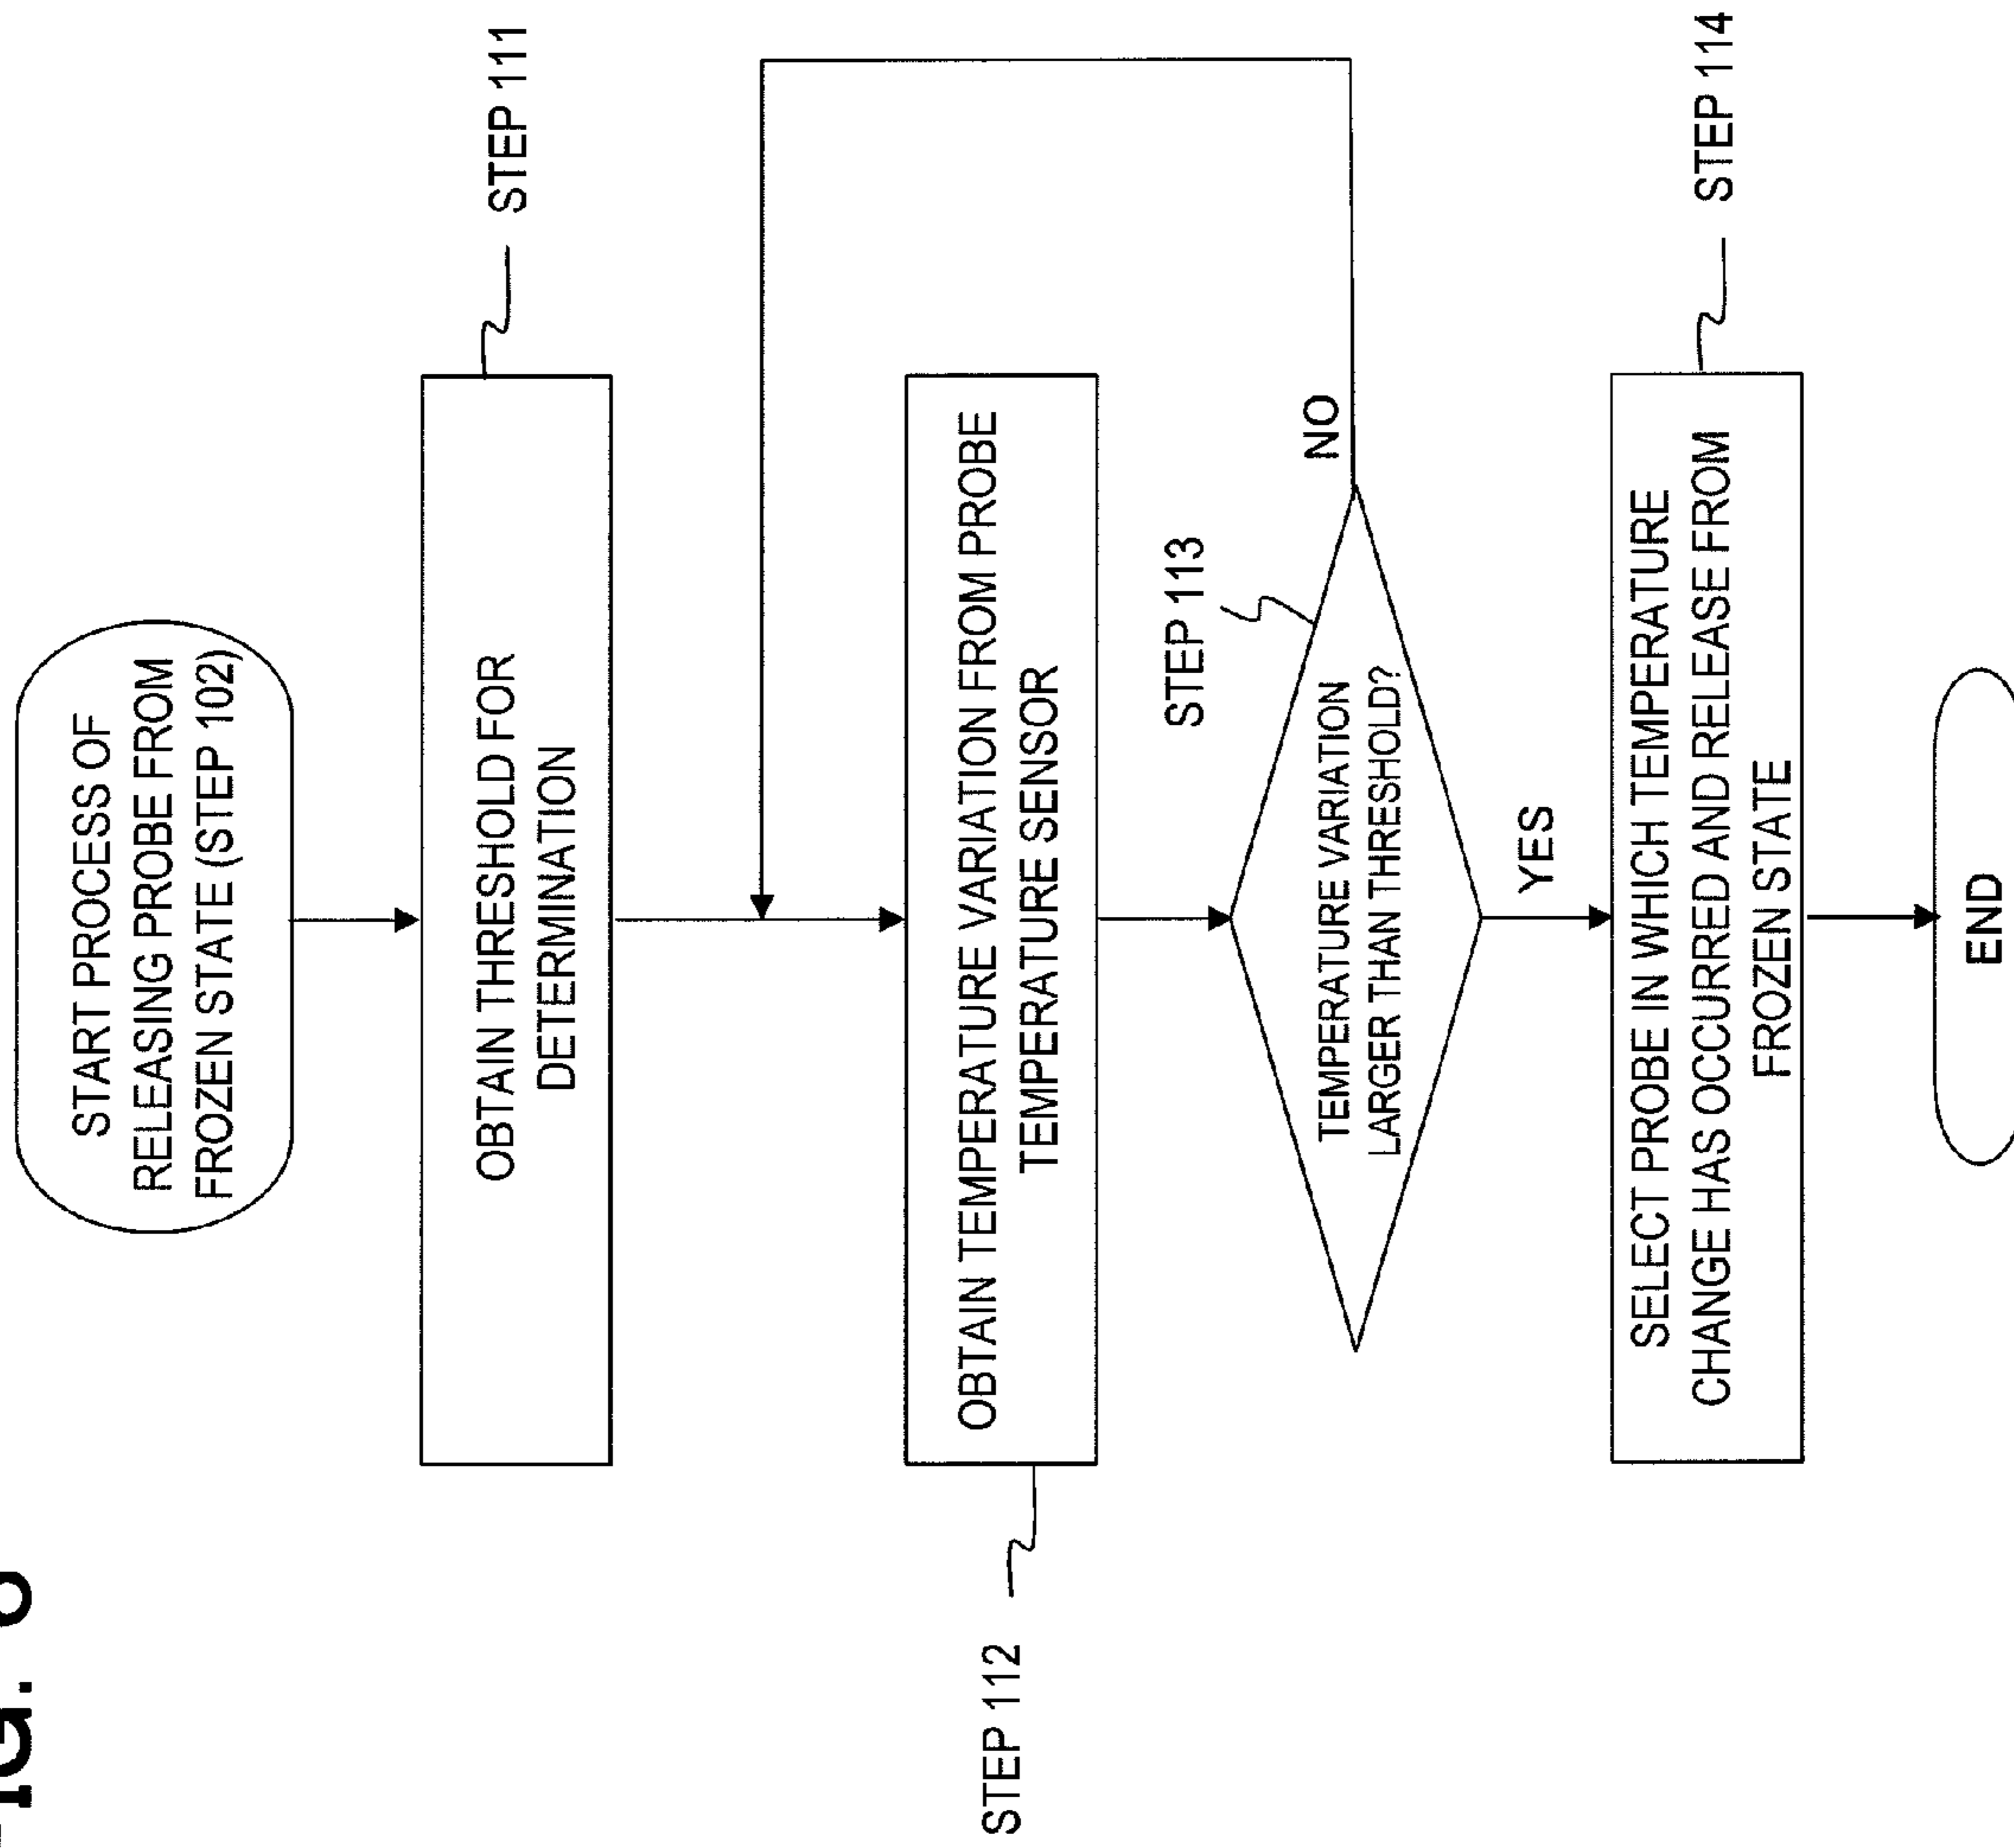 FIG.
START PROCESS OF
RELEASING PROBE FROM
FROZEN STATE (STEP 102)
OBTAIN THRESHOLD FOR
DETERMINATION
STEP 111
OBTAIN TEMPERATURE VARIATION FROM PROBE
TEMPERATURE SENSOR
STEP 112
STEP 113
TEMPERATURE VARIATION
LARGER THAN THRESHOLD?
NO
YES
SELECT PROBE IN WHICH TEMPERATURE
CHANGE HAS OCCURRED AND RELEASE FROM
FROZEN STATE
STEP 114
END